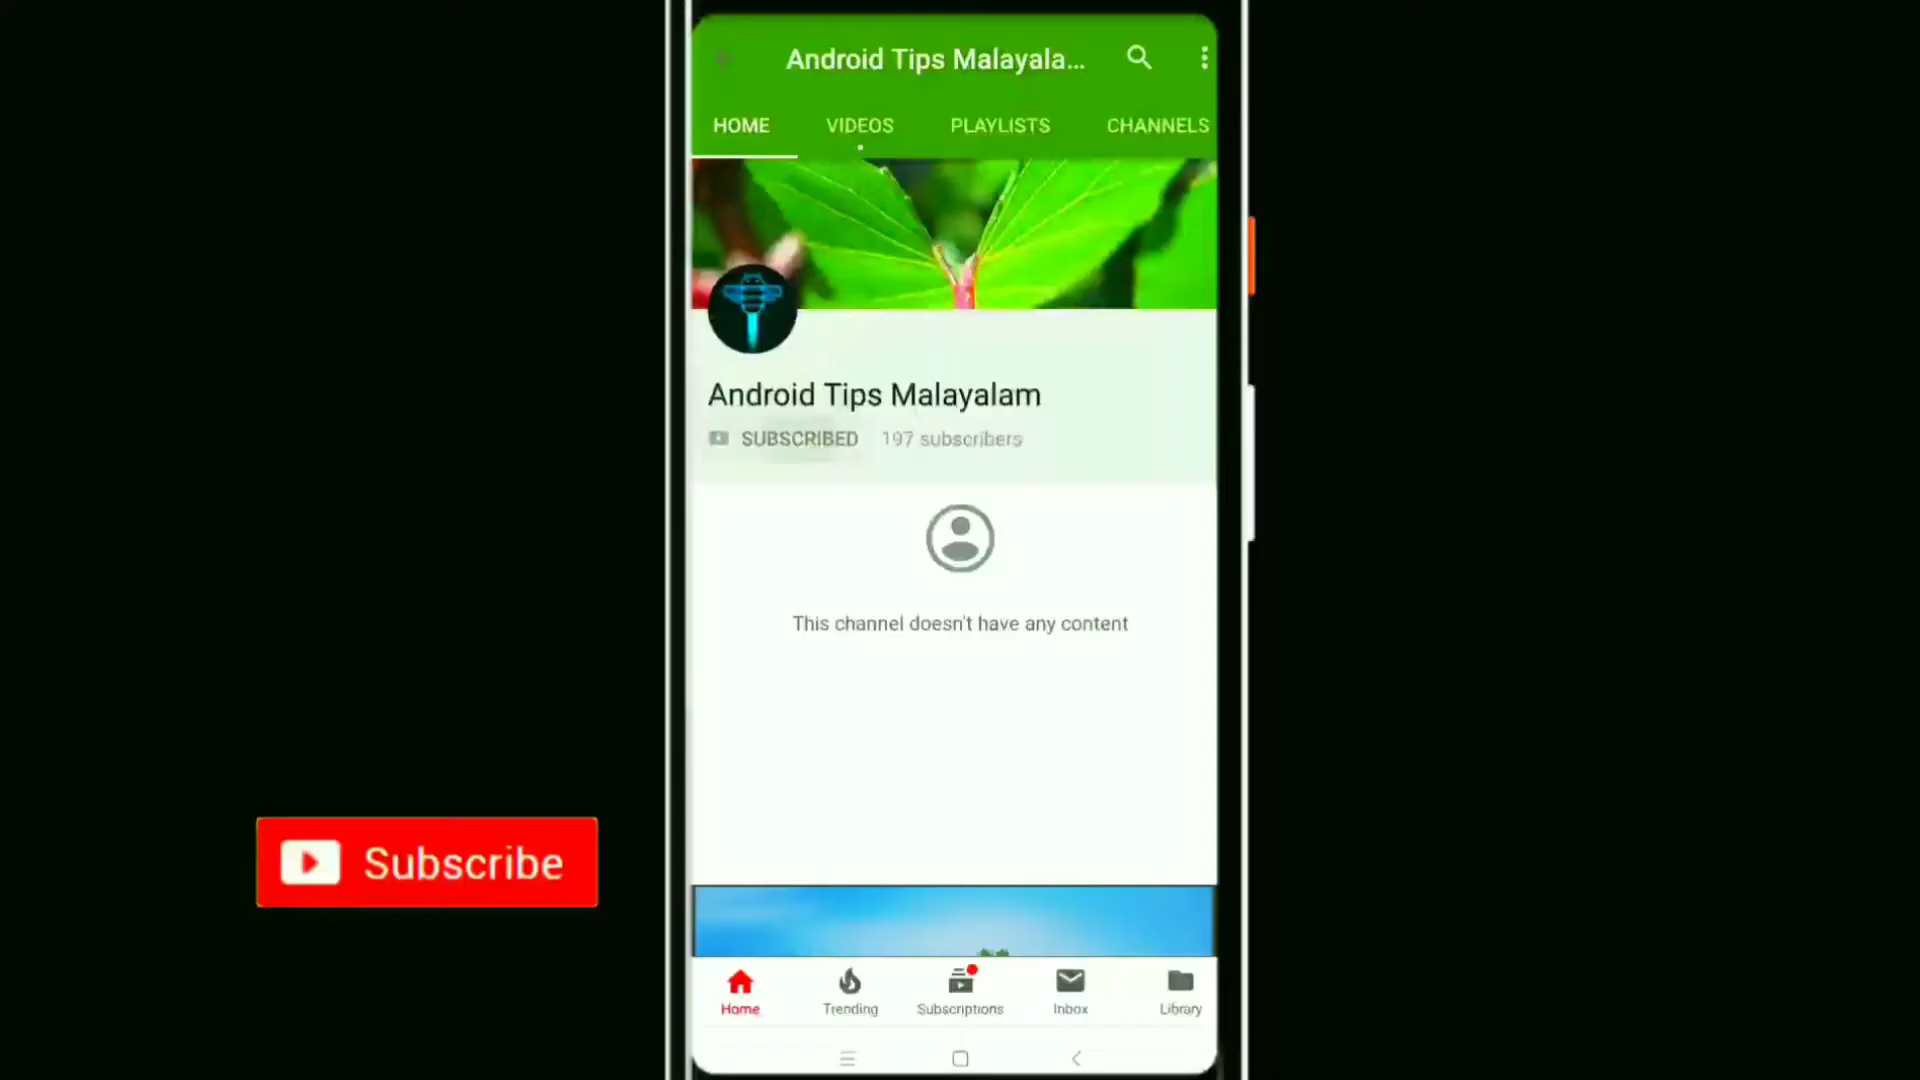 Android Tips Malayala...
HOME VIDEOS PLAYLISTS CHANNELS
Android Tips Malayalam
SUBSCRIBED 197 subscribers
This channel doesn't have any content
Subscribe
Home Trending Subscriptions Inbox Library